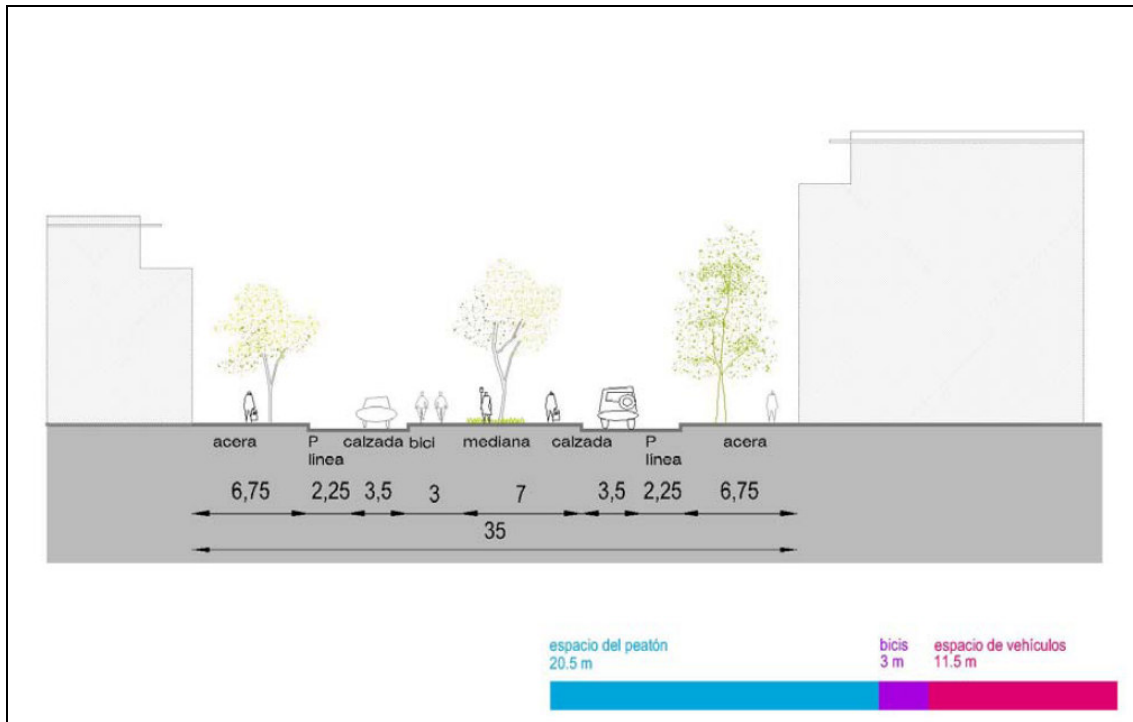 acera P calzada bici mediana calzada P acera
linea linea
6,75 2,25 3,5 3 7 3,5 2,25 6,75
35
espacio del peatón bicis espacio de vehículos
20.5 m 3 m 11.5 m